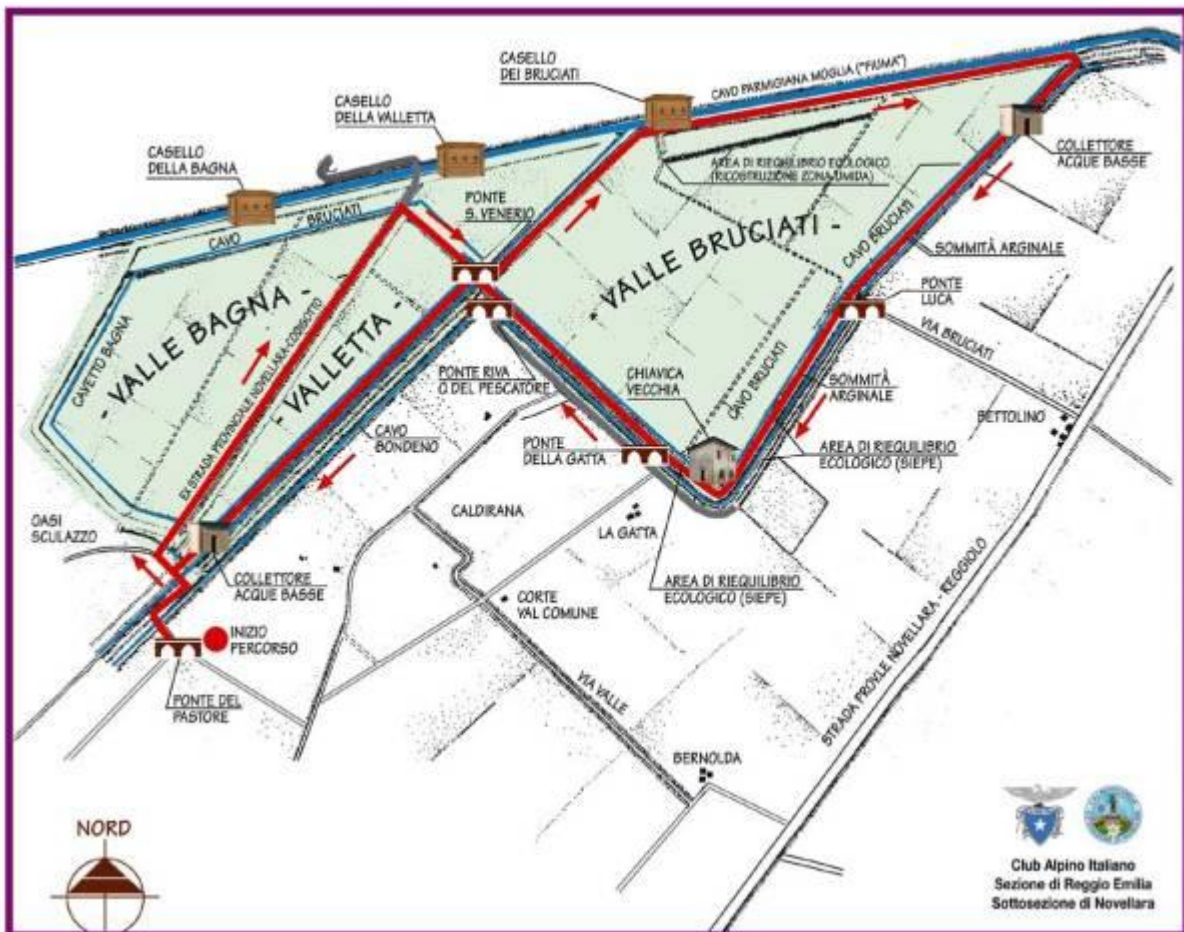 CASELLO
DEI BRUCIATI
CAVO PARMIGIANA MOGLIA ("FIUMA")
CASELLO
DELLA VALLETTA
CASELLO
DELLA BAGNA
COLLETTORE
ACQUE BASSE
AREA DI RIEQUILIBRIO ECOLOGICO
(RICOSTRUZIONE ZONA UMIDA)
PONTE
S. VENERIO
CAVO BRUCIATI
CAVO BRUCIATI
SOMMITÀ ARGINALE
- VALLE BRUCIATI -
- VALLE BAGNA -
- VALLETTA -
CAVETTO BAGNA
EX STRADA PROVINCIALE NOVELLARA-CODISOTTO
PONTE
LUCA
VIA BRUCIATI
PONTE RIVA
O DEL PESCATORE
CHIAVICA
VECCHIA
CAVO BRUCIATI
SOMMITÀ
ARGINALE
BETTOLINO
CAVO
BONDENO
PONTE
DELLA GATTA
AREA DI RIEQUILIBRIO
ECOLOGICO (SIEPE)
OASI
SCULAZZO
CALDIRANA
LA GATTA
COLLETTORE
ACQUE BASSE
AREA DI RIEQUILIBRIO
ECOLOGICO (SIEPE)
CORTE
VAL COMUNE
INIZIO
PERCORSO
PONTE DEL
PASTORE
VIA VALLE
STRADA PROV.LE NOVELLARA - REGGIOLO
BERNOLDA
NORD
Club Alpino Italiano
Sezione di Reggio Emilia
Sottosezione di Novellara